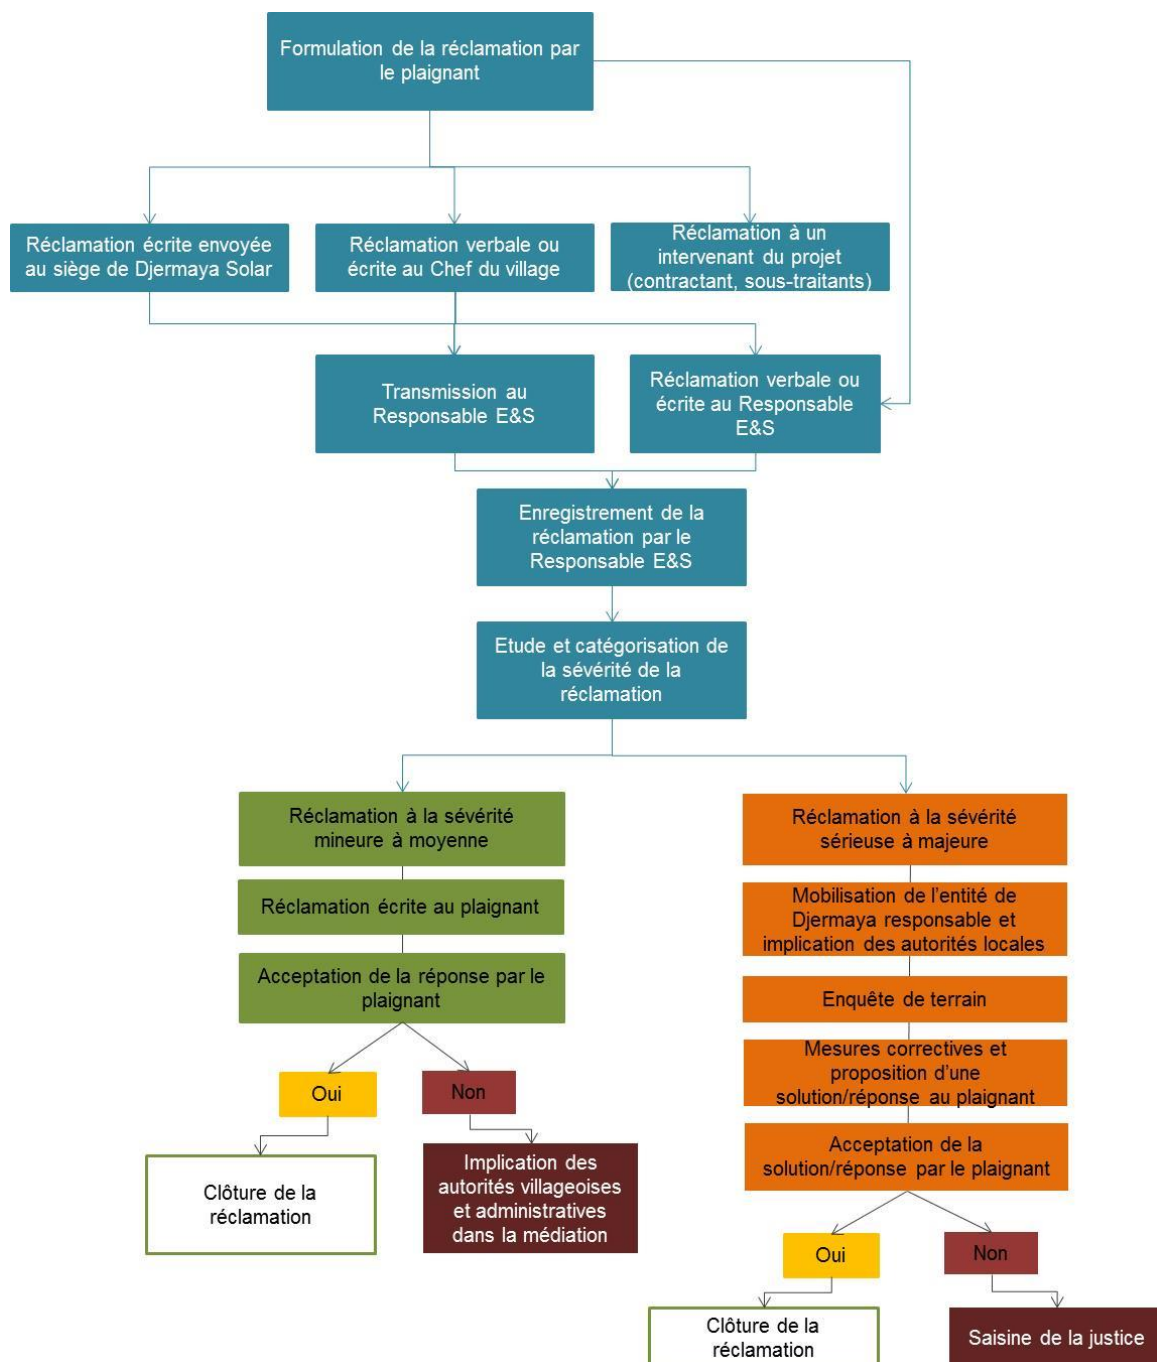 Formulation de la réclamation par
le plaignant
Réclamation écrite envoyée
au siège de Djermaya Solar
Réclamation verbale ou
écrite au Chef du village
Réclamation à un
intervenant du projet
(contractant, sous-traitants)
Transmission au
Responsable E&S
Réclamation verbale ou
écrite au Responsable
E&S
Enregistrement de la
réclamation par le
Responsable E&S
Etude et catégorisation de
la sévérité de la
réclamation
Réclamation à la sévérité
mineure à moyenne
Réclamation écrite au plaignant
Acceptation de la réponse par le
plaignant
Oui
Non
Clôture de la
réclamation
Implication des
autorités villageoises
et administratives
dans la médiation
Réclamation à la sévérité
sérieuse à majeure
Mobilisation de l'entité de
Djermaya responsable et
implication des autorités locales
Enquête de terrain
Mesures correctives et
proposition d'une
solution/réponse au plaignant
Acceptation de la
solution/réponse par le plaignant
Oui
Non
Clôture de la
réclamation
Saisine de la justice